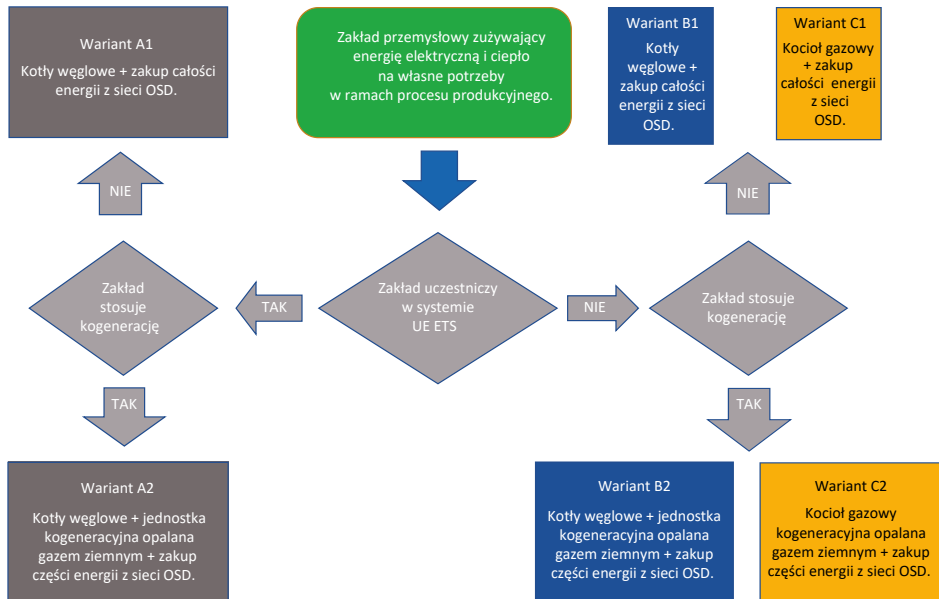 Wariant A1
Kotły węglowe + zakup całości
energii z sieci OSD.
Zakład przemysłowy zużywający
energię elektryczną i ciepło
na własne potrzeby
w ramach procesu produkcyjnego.
Wariant B1
Kotły
węglowe +
zakup całości
energii z sieci
OSD.
Wariant C1
Kocioł gazowy
+ zakup
całości energii
z sieci
OSD.
NIE
NIE
Zakład
stosuje
kogenerację
TAK
Zakład uczestniczy
w systemie
UE ETS
NIE
Zakład stosuje
kogenerację
TAK
TAK
Wariant A2
Kotły węglowe + jednostka
kogeneracyjna opalana
gazem ziemnym + zakup
części energii z sieci OSD.
Wariant B2
Kotły węglowe + jednostka
kogeneracyjna opalana
gazem ziemnym + zakup
części energii z sieci OSD.
Wariant C2
Kocioł gazowy
kogeneracyjna opalana
gazem ziemnym + zakup
części energii z sieci OSD.